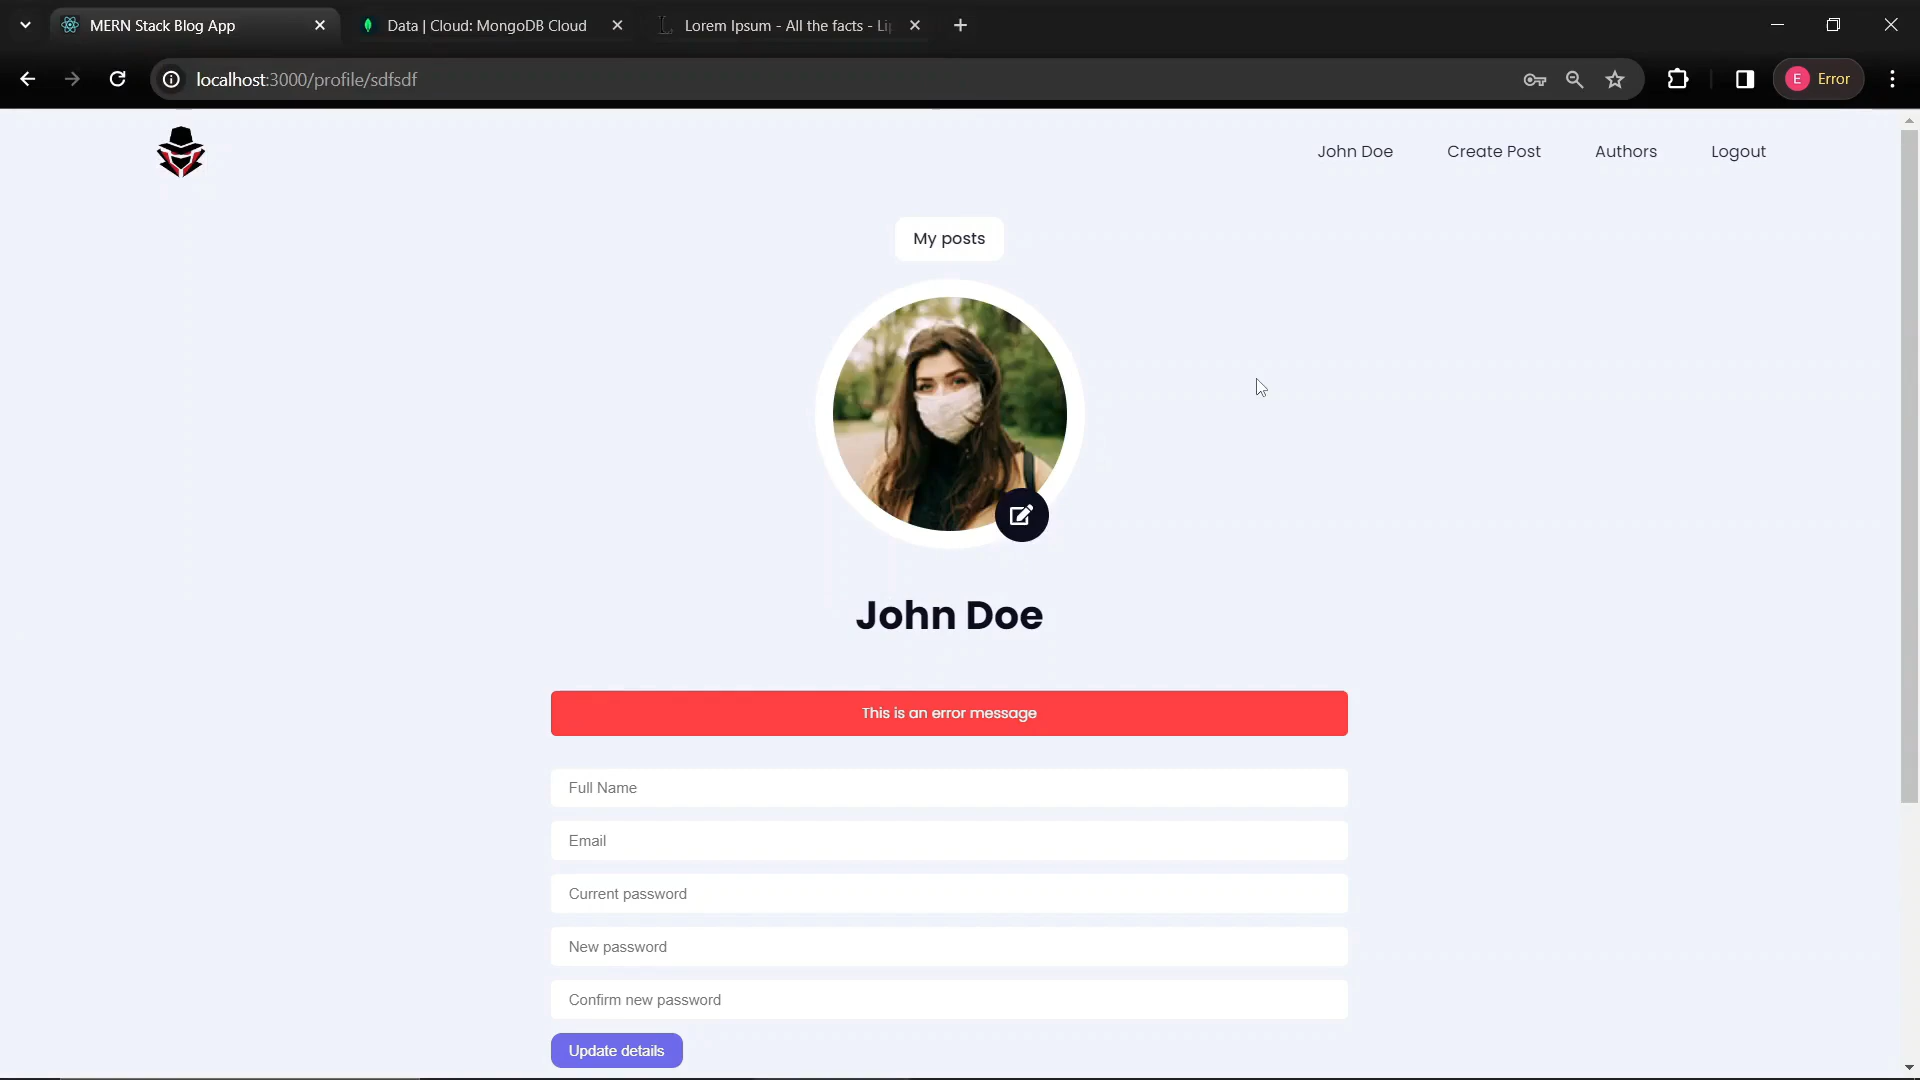 MERN Stack Blog App
Data | Cloud: MongoDB Cloud
Lorem Ipsum - All the facts - Li
localhost:3000/profile/sdfsdf
E Error
John Doe
Create Post
Authors
Logout
My posts
John Doe
This is an error message
Full Name
Email
Current password
New password
Confirm new password
Update details